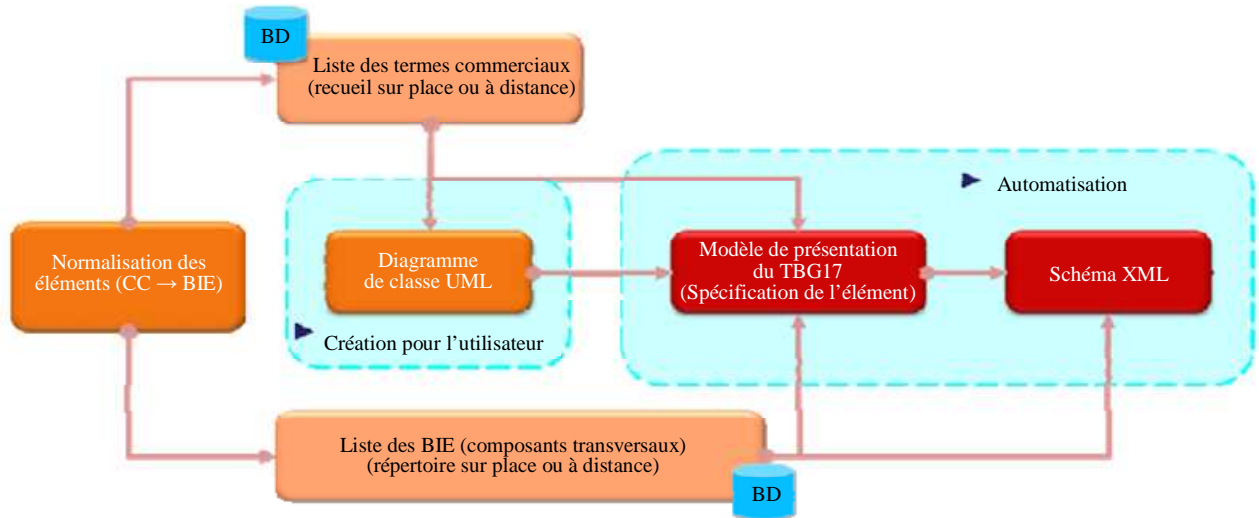 BD
Liste des termes commerciaux
(recueil sur place ou à distance)
Automatisation
Normalisation des
éléments (CC → BIE)
Diagramme
de classe UML
Modèle de présentation
du TBG17
(Spécification de l'élément)
Schéma XML
Création pour l'utilisateur
Liste des BIE (composants transversaux)
(répertoire sur place ou à distance)
BD